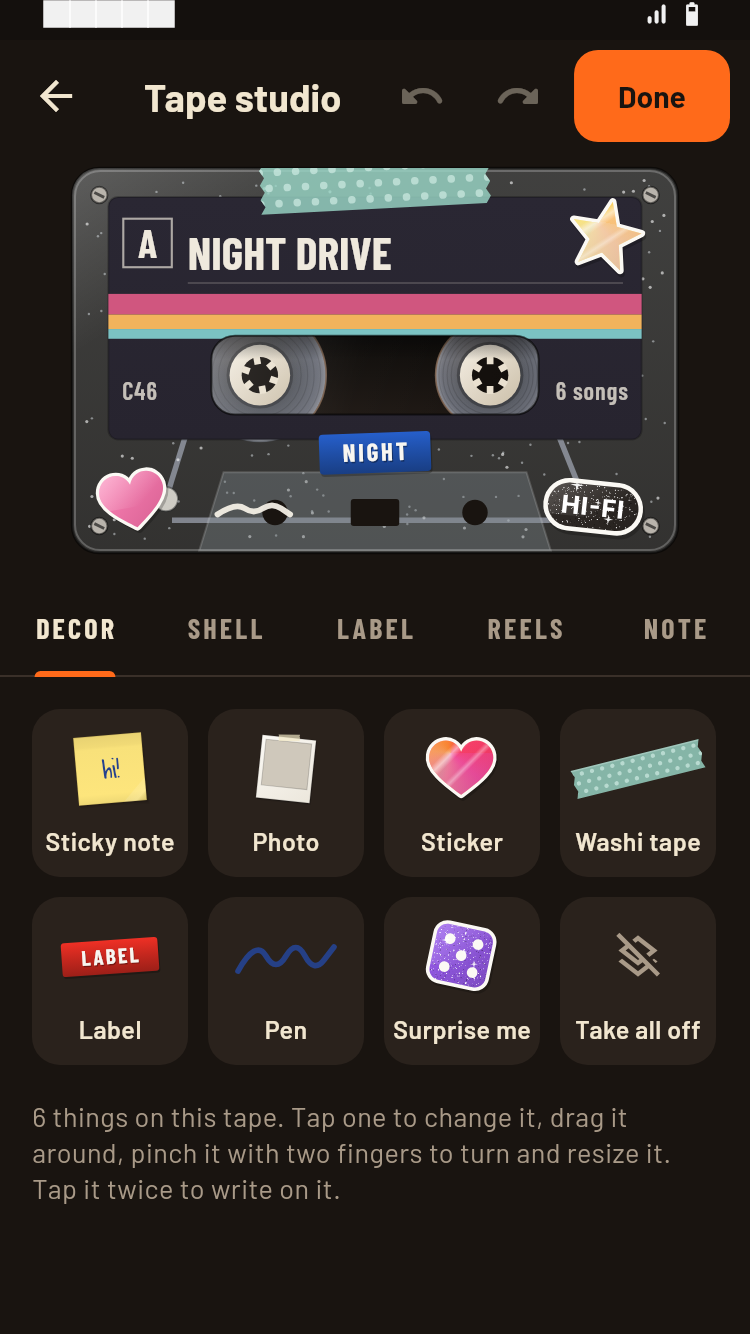 Tape studio
Done
A
NIGHT DRIVE
C46
6 songs
NIGHT
HI-FI
DECOR
SHELL
LABEL
REELS
NOTE
hi!
Sticky note
Photo
Sticker
Washi tape
LABEL
Label
Pen
Surprise me
Take all off
6 things on this tape. Tap one to change it, drag it
around, pinch it with two fingers to turn and resize it.
Tap it twice to write on it.